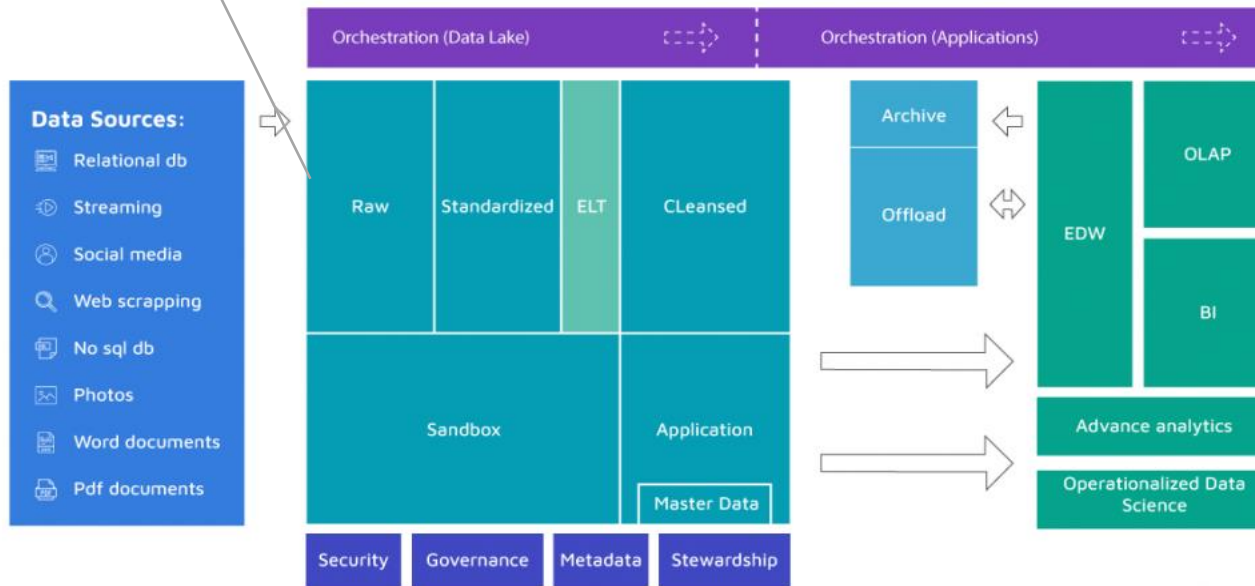 Orchestration (Data Lake)
Orchestration (Applications)
Data Sources:
Relational db
Streaming
Social media
Web scrapping
No sql db
Photos
Word documents
Pdf documents
Raw
Standardized
ELT
CLeansed
Sandbox
Application
Master Data
Security
Governance
Metadata
Stewardship
Archive
Offload
EDW
OLAP
BI
Advance analytics
Operationalized Data
Science